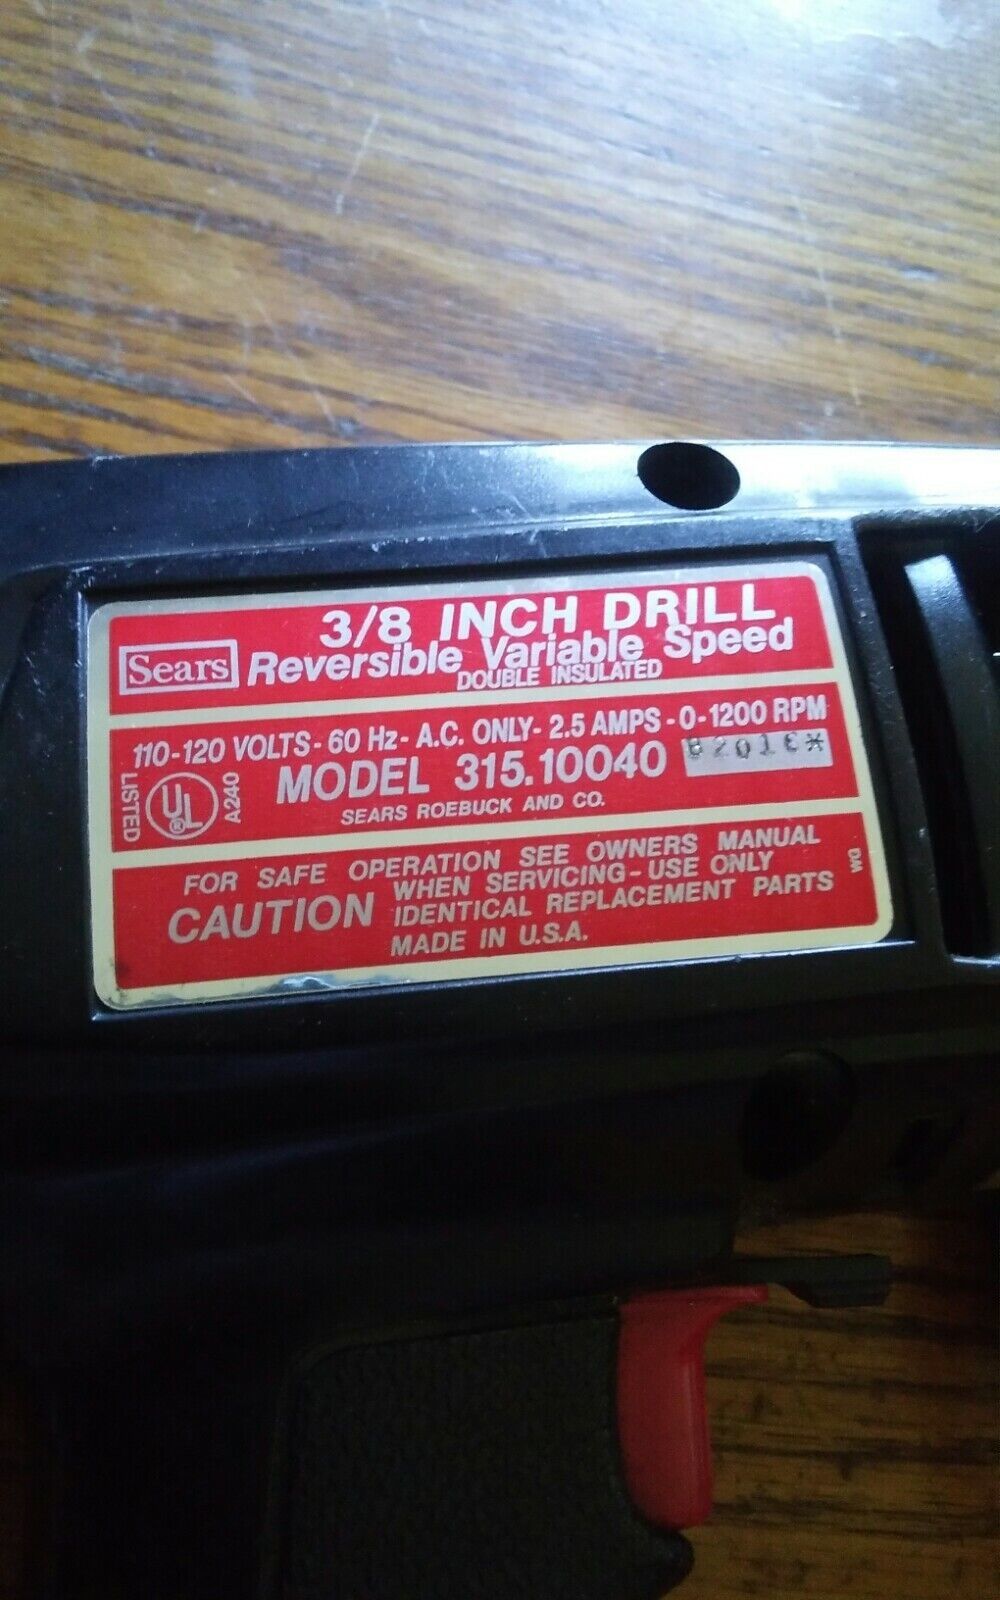 3/8 INCH DRILL
Sears Reversible Variable Speed
DOUBLE INSULATED
110-120 VOLTS - 60 Hz - A.C. ONLY - 2.5 AMPS - 0-1200 RPM
MODEL 315.10040
SEARS ROEBUCK AND CO.
LISTED
UL
®
A240
FOR SAFE OPERATION SEE OWNERS MANUAL
CAUTION WHEN SERVICING - USE ONLY
IDENTICAL REPLACEMENT PARTS
MADE IN U.S.A.